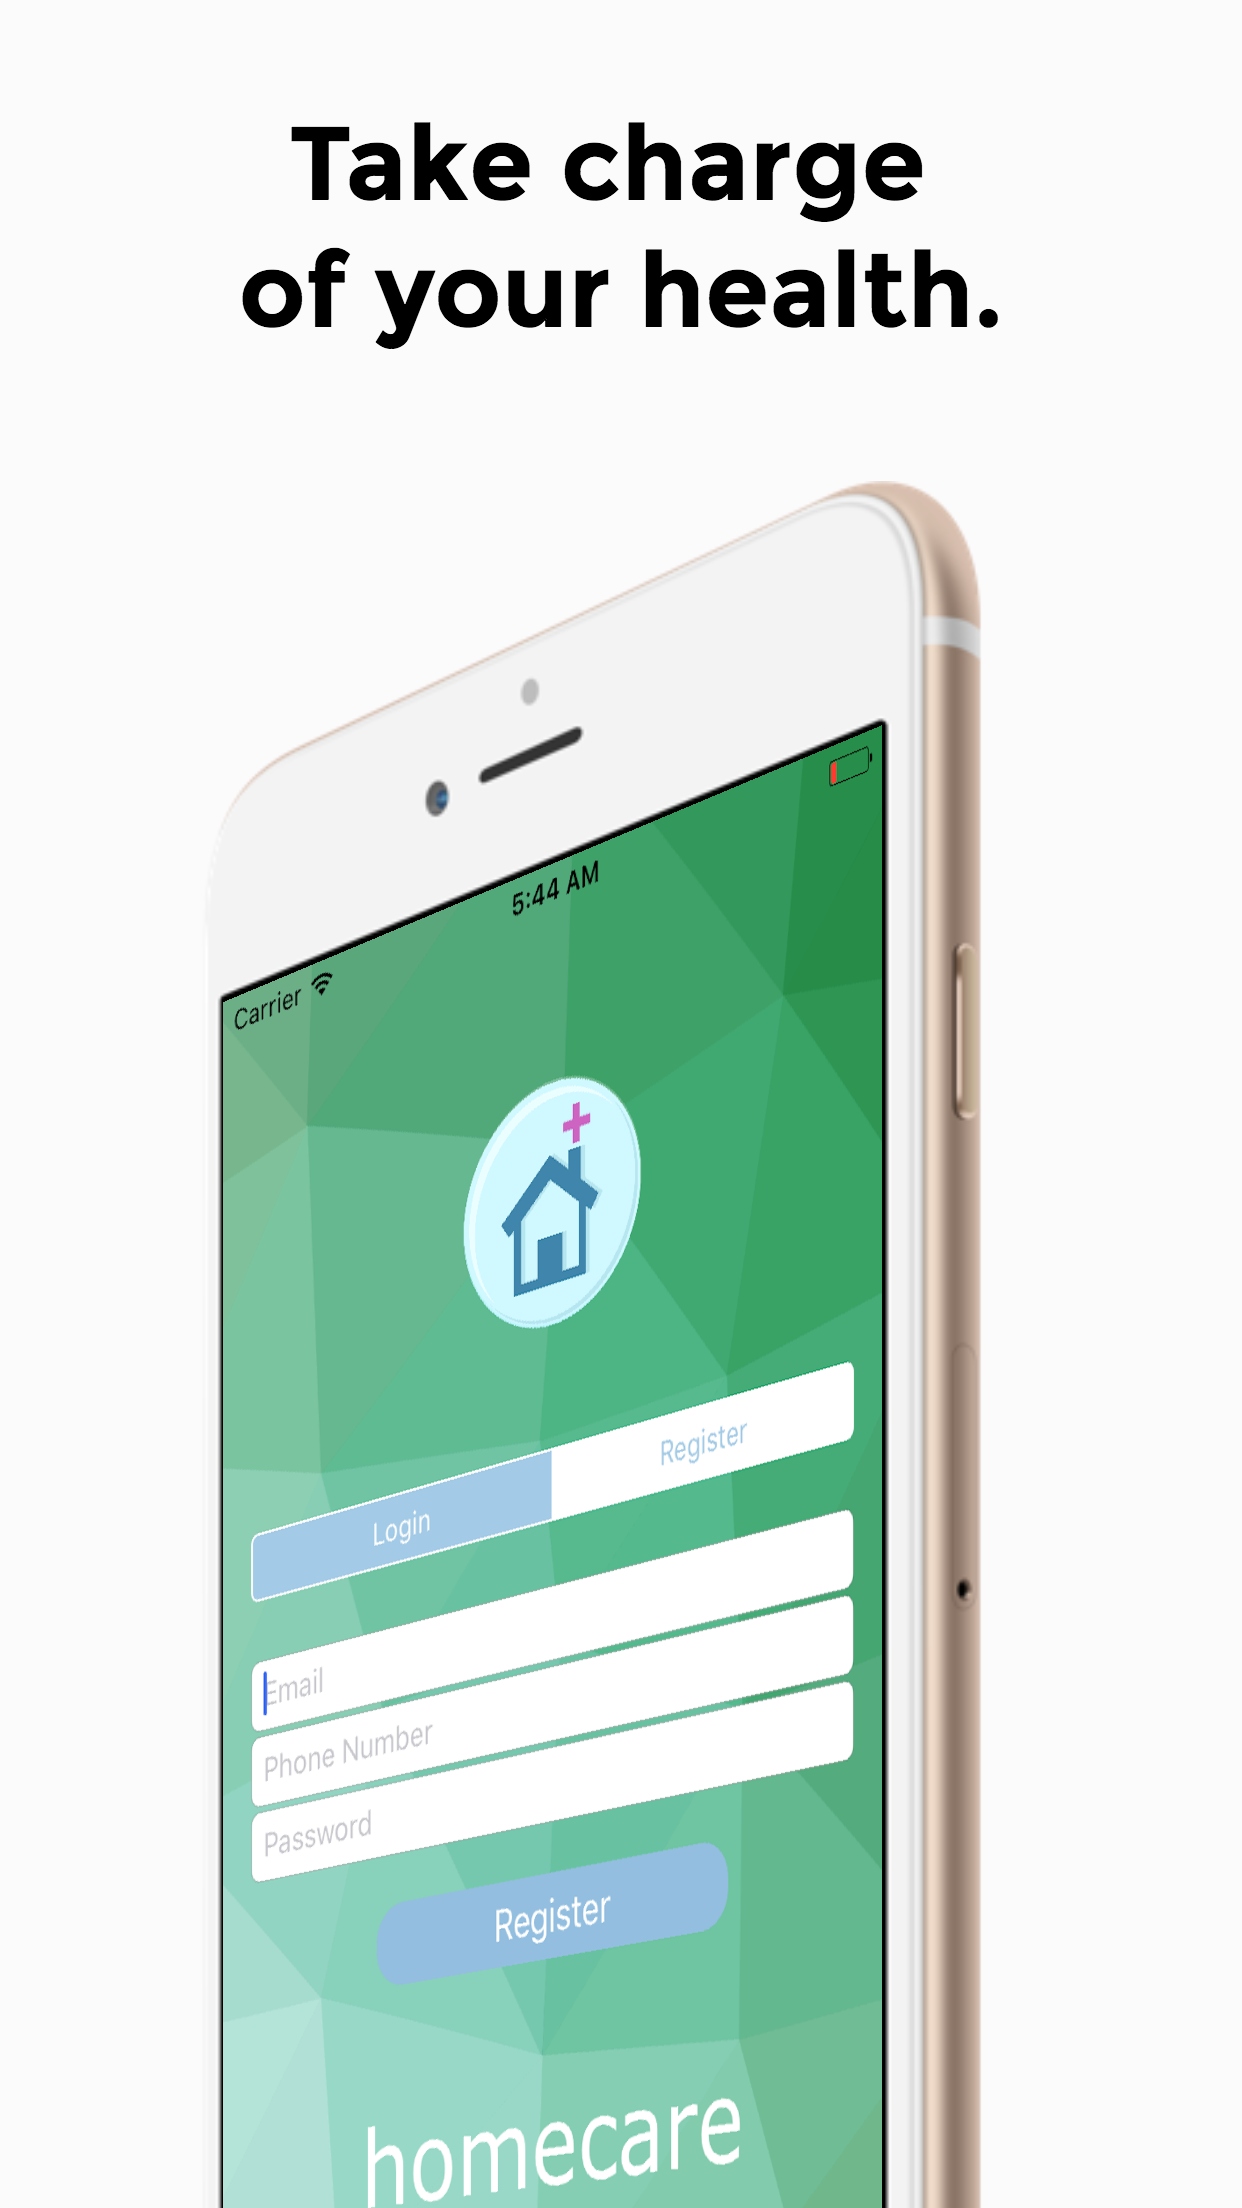 Take charge
of your health.
5:44 AM
Carrier
Register
Login
Email
Phone Number
Password
Register
homecare